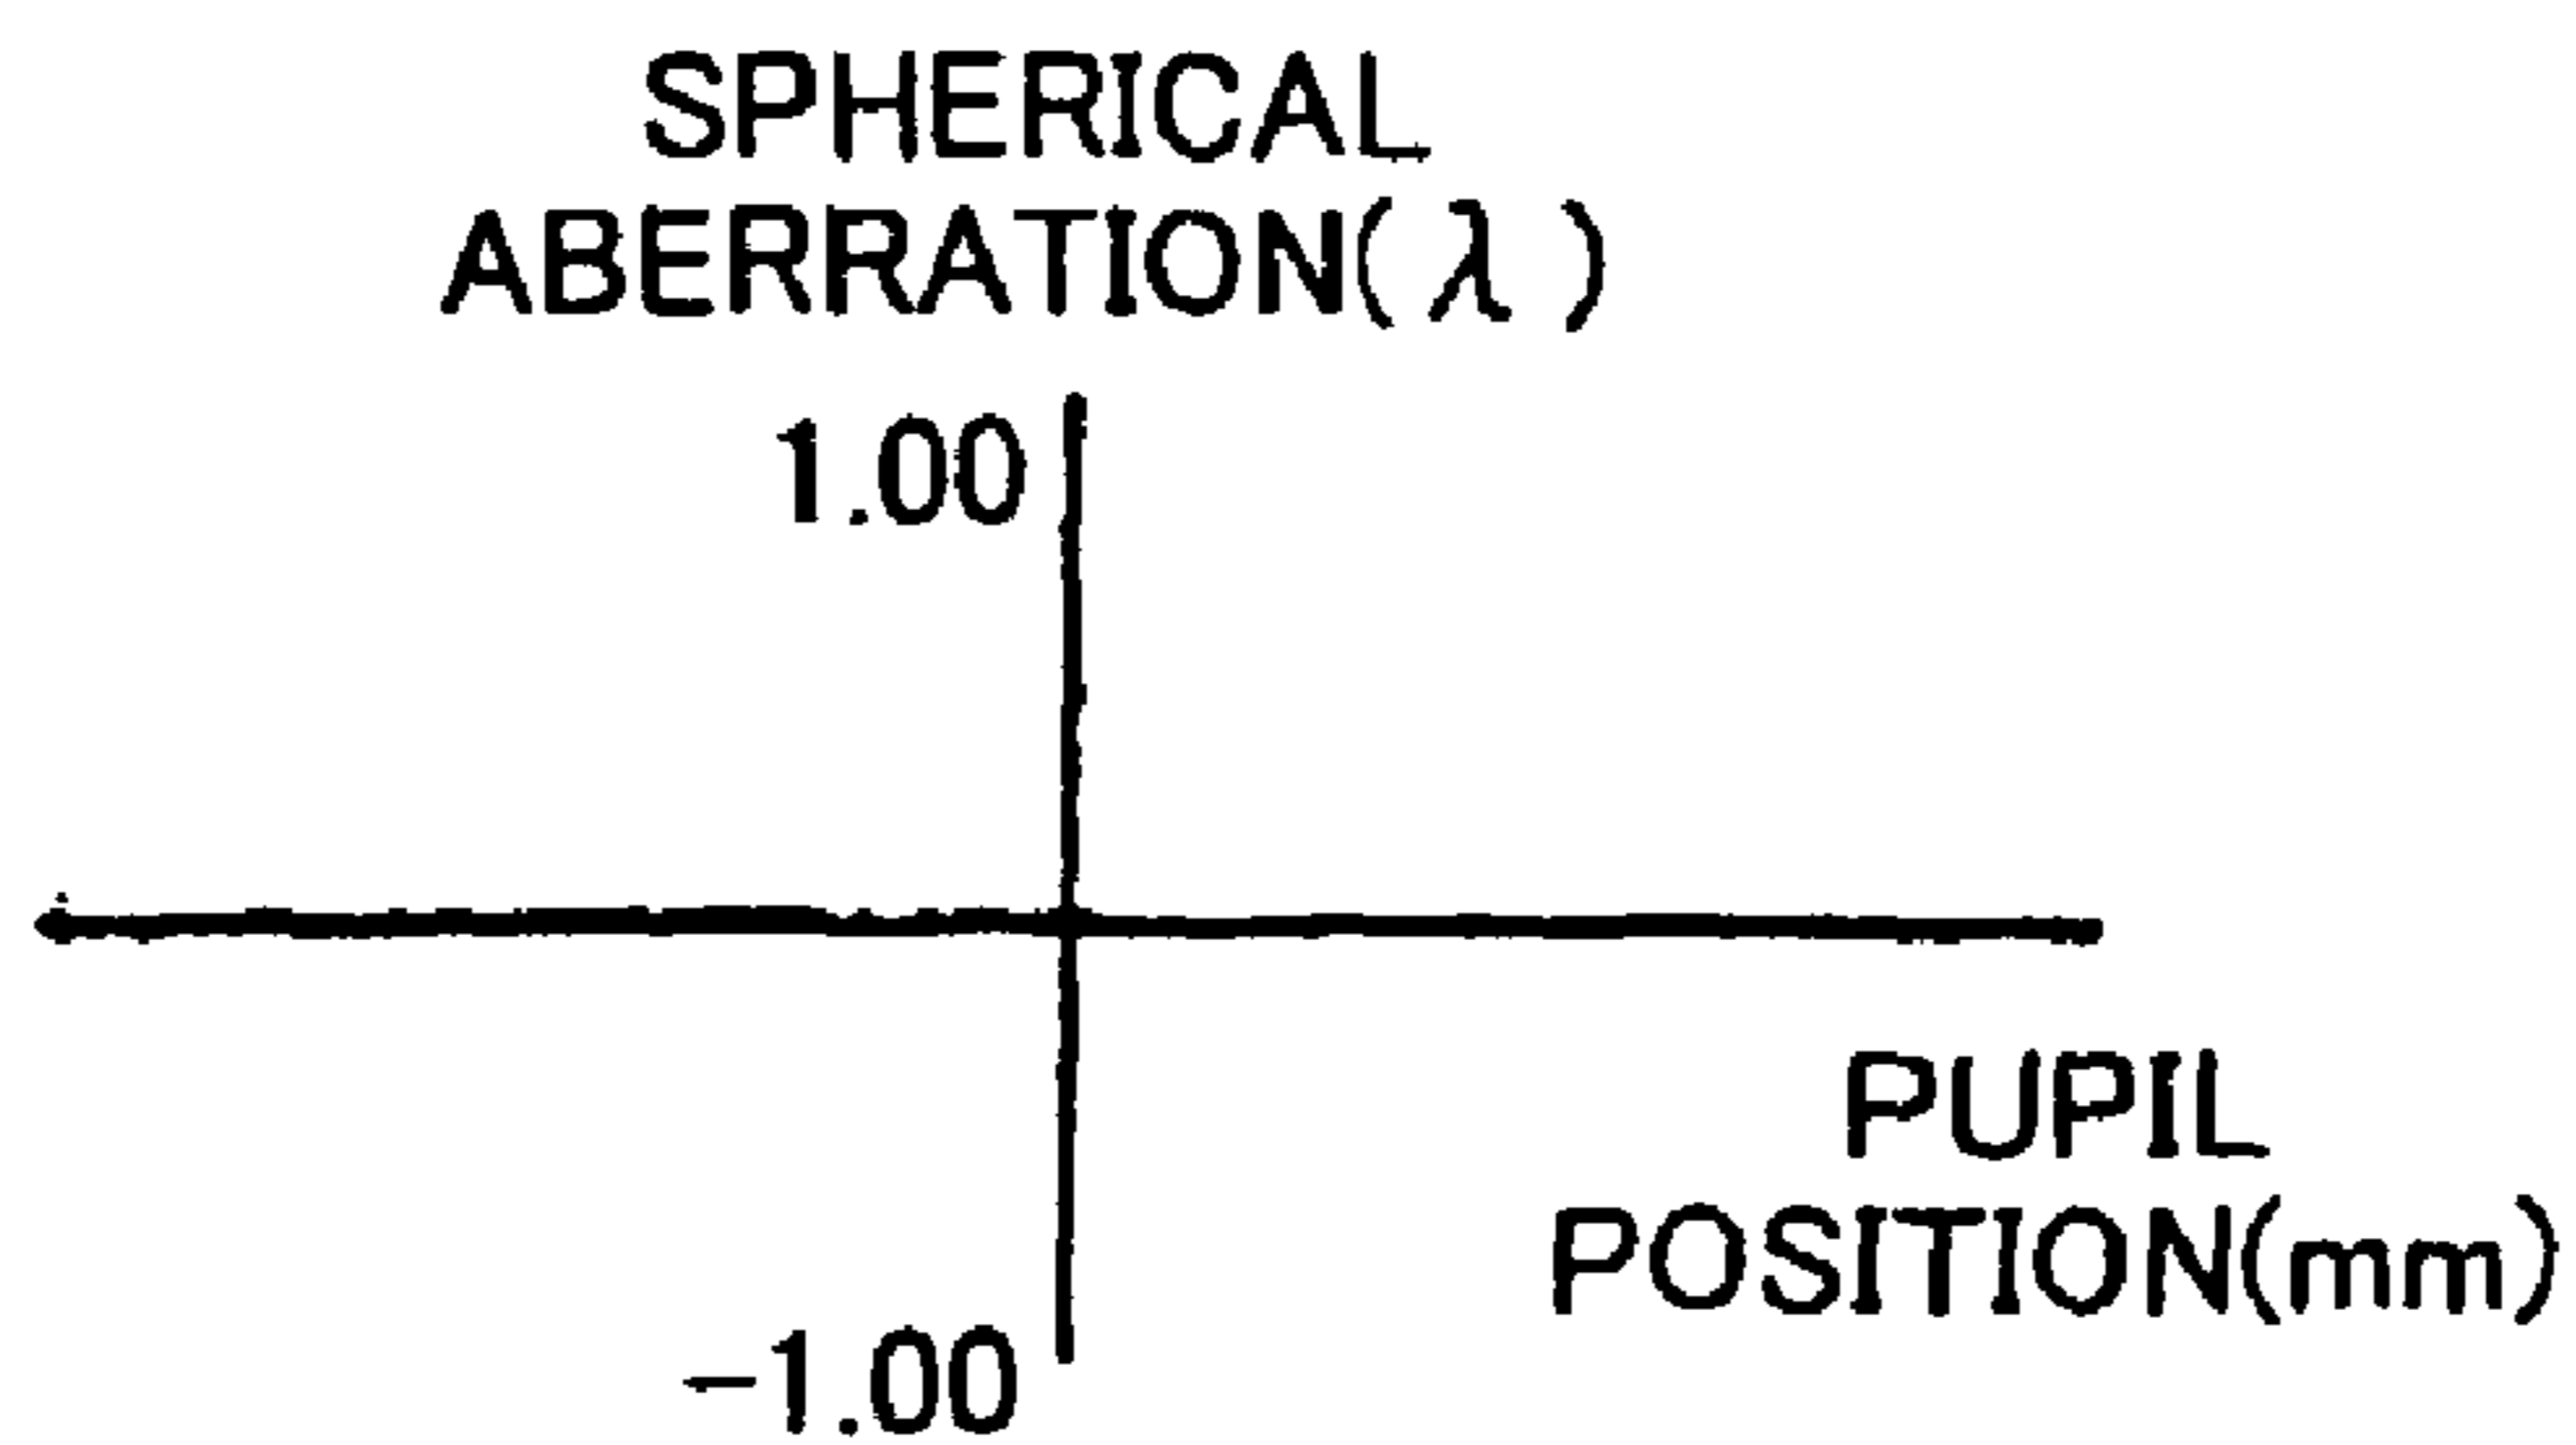 SPHERICAL
ABERRATION(λ)
1.00
PUPIL
POSITION(mm)
−1.00